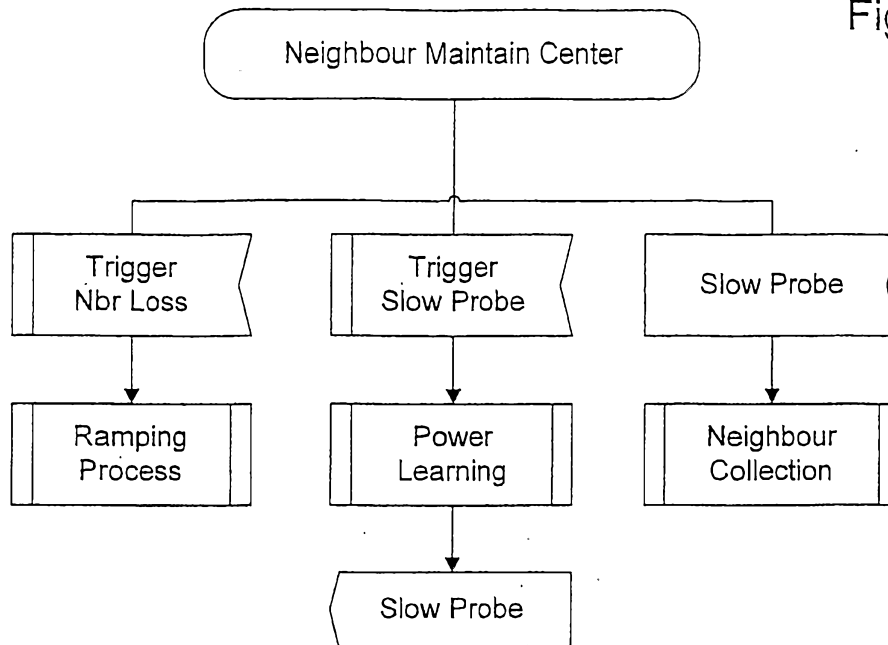 Fig
Neighbour Maintain Center
Trigger
Nbr Loss
Trigger
Slow Probe
Slow Probe
Ramping
Process
Power
Learning
Neighbour
Collection
Slow Probe